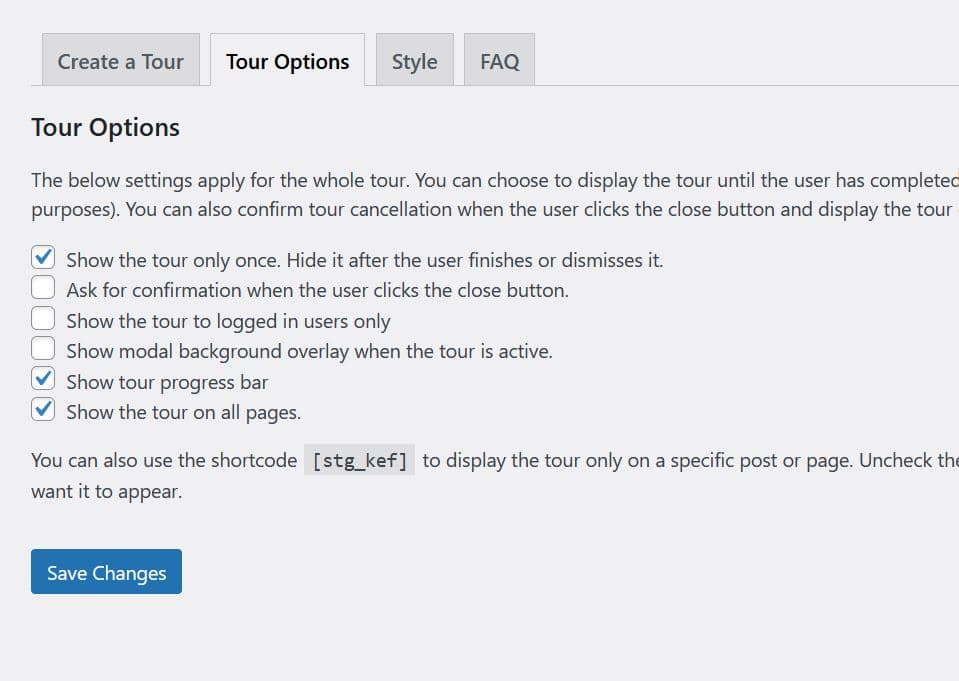 Create a Tour Tour Options Style FAQ
Tour Options
The below settings apply for the whole tour. You can choose to display the tour until the user has completed
purposes). You can also confirm tour cancellation when the user clicks the close button and display the tour
Show the tour only once. Hide it after the user finishes or dismisses it.
Ask for confirmation when the user clicks the close button.
Show the tour to logged in users only
Show modal background overlay when the tour is active.
Show tour progress bar
Show the tour on all pages.
You can also use the shortcode [stg_kef] to display the tour only on a specific post or page. Uncheck
want it to appear.
Save Changes